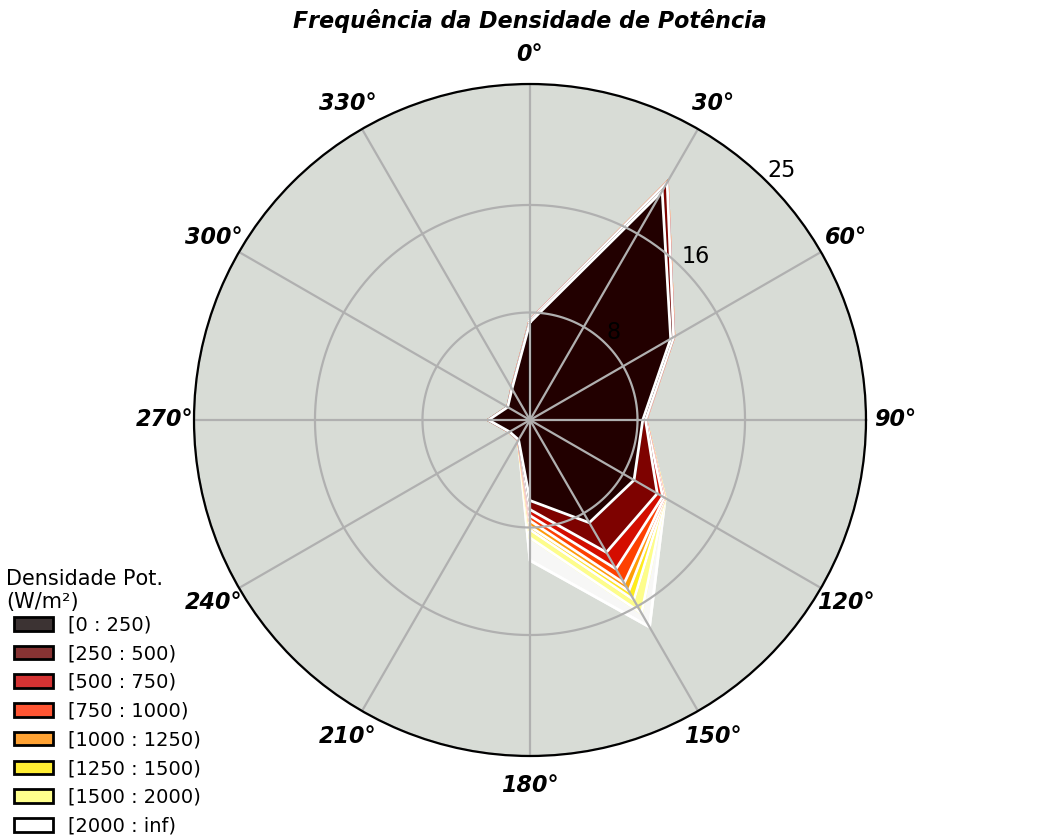 Frequência da Densidade de Potência
0°
330°
30°
25
300°
60°
16
8
270°
90°
240°
120°
210°
150°
180°
Densidade Pot.
(W/m²)
[0 : 250)
[250 : 500)
[500 : 750)
[750 : 1000)
[1000 : 1250)
[1250 : 1500)
[1500 : 2000)
[2000 : inf)